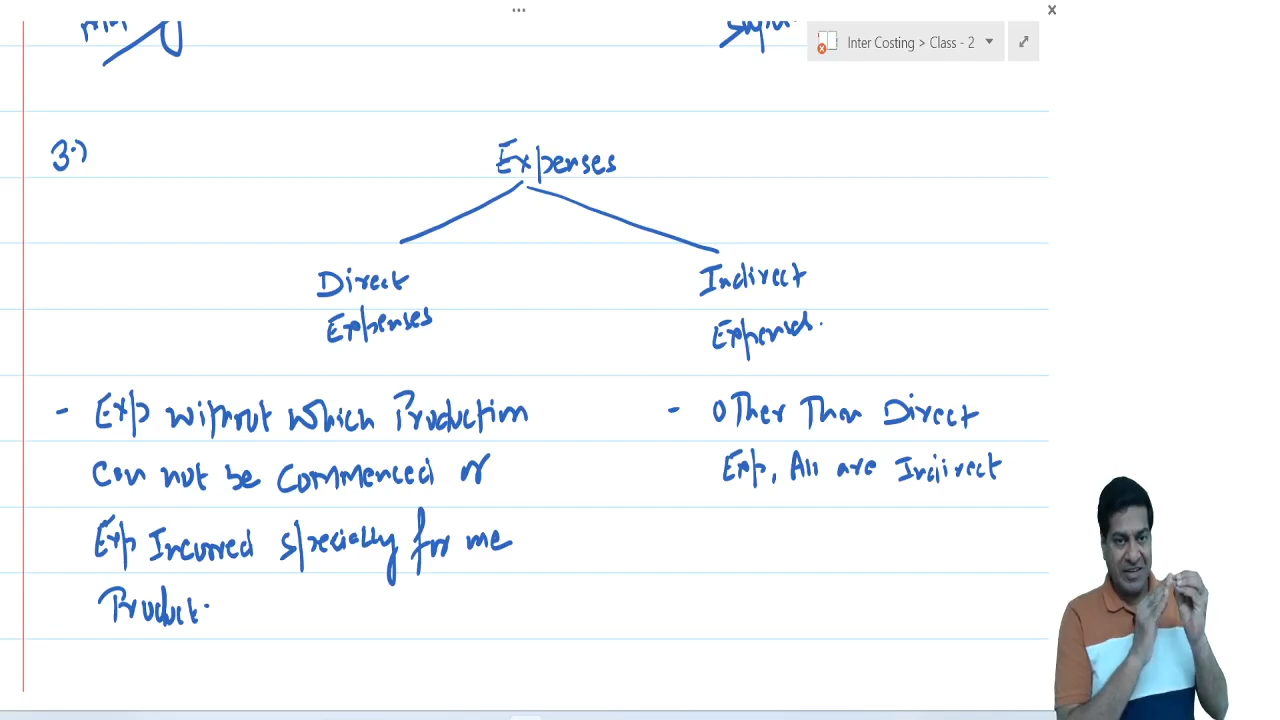 Inter Costing > Class - 2
3.)
Expenses
Direct
Expenses
Indirect
Expenses.
- Exp without which Production
Can not be Commenced or
Exp Incurred specially for
Product.
- Other Than Direct
Exp, All are Indirect